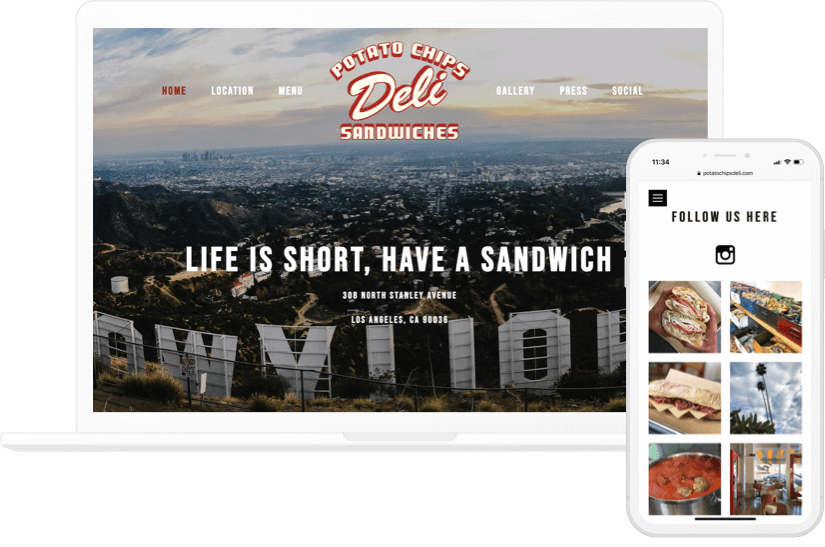 POTATO CHIPS
Deli
SANDWICHES
HOME LOCATION MENU GALLERY PRESS SOCIAL
LIFE IS SHORT, HAVE A SANDWICH
308 NORTH STANLEY AVENUE
LOS ANGELES, CA 90036
11:34
potatochipsdeli.com
FOLLOW US HERE